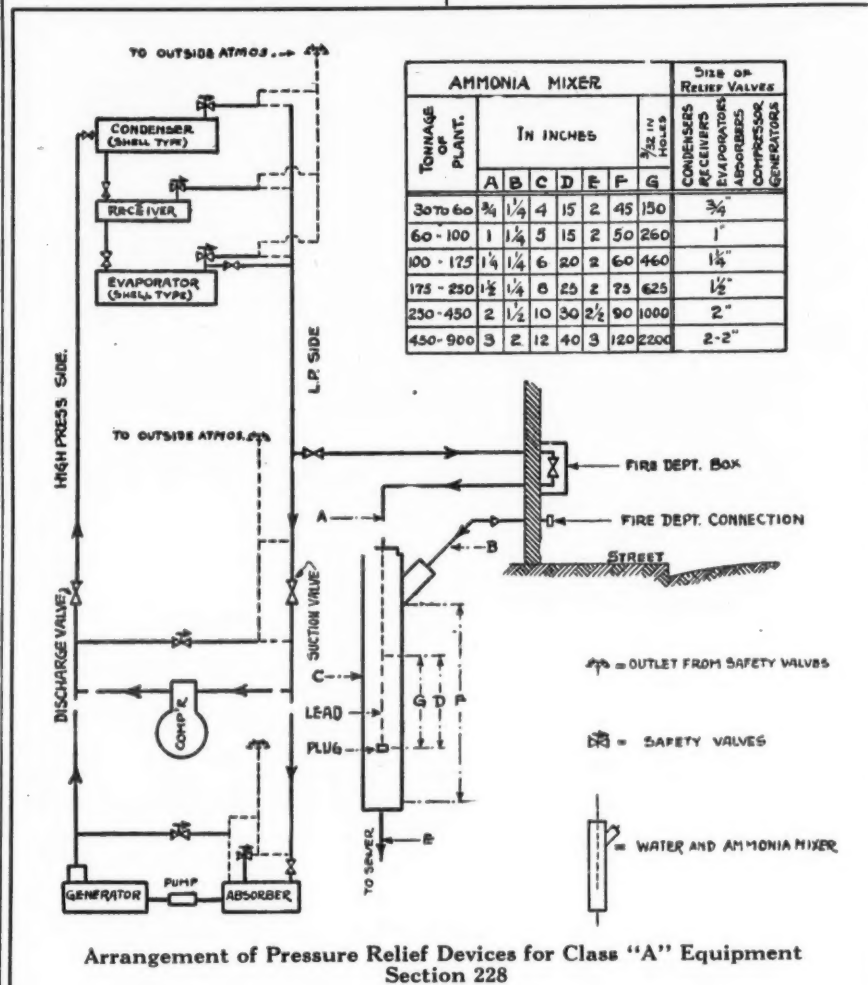 TO OUTSIDE ATMOS.
AMMONIA MIXER
SIZE OF RELIEF VALVES
TONNAGE OF PLANT.
IN INCHES
3/32 IN HOLES
CONDENSERS RECEIVERS EVAPORATORS ABSORBERS COMPRESSOR GENERATORS
A B C D E F G
30 TO 60 3/4 1 1/4 4 15 2 45 150 3/4"
60 - 100 1 1 1/4 5 15 2 50 260 1"
100 - 175 1 1/4 1 1/4 6 20 2 60 460 1 1/4"
175 - 250 1 1/2 1 1/4 8 25 2 75 625 1 1/2"
250 - 450 2 1 1/2 10 30 2 1/2 90 1000 2"
450 - 900 3 2 12 40 3 120 2200 2-2"
CONDENSER
(SHELL TYPE)
RECEIVER
EVAPORATOR
(SHELL TYPE)
HIGH PRESS SIDE.
L.P. SIDE
TO OUTSIDE ATMOS.
FIRE DEPT. BOX
A
FIRE DEPT. CONNECTION
B
STREET
DISCHARGE VALVE
SUCTION VALVE
C
G D F
LEAD
PLUG
COMP'R
= OUTLET FROM SAFETY VALVES
= SAFETY VALVES
= WATER AND AMMONIA MIXER
TO SEWER
E
GENERATOR
PUMP
ABSORBER
Arrangement of Pressure Relief Devices for Class "A" Equipment
Section 228